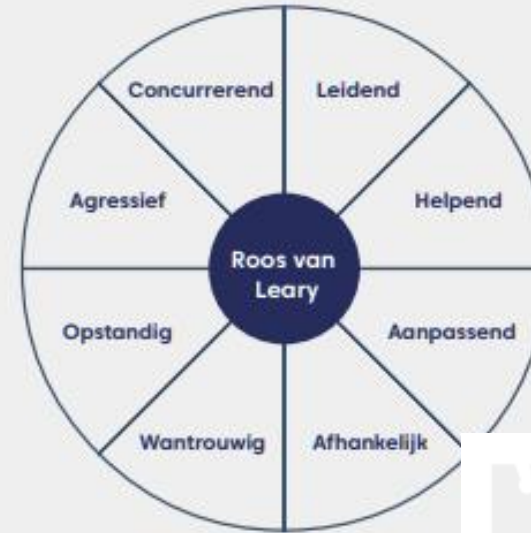 Concurrerend Leidend
Agressief Helpend
Roos van
Leary
Opstandig Aanpassend
Wantrouwig Afhankelijk